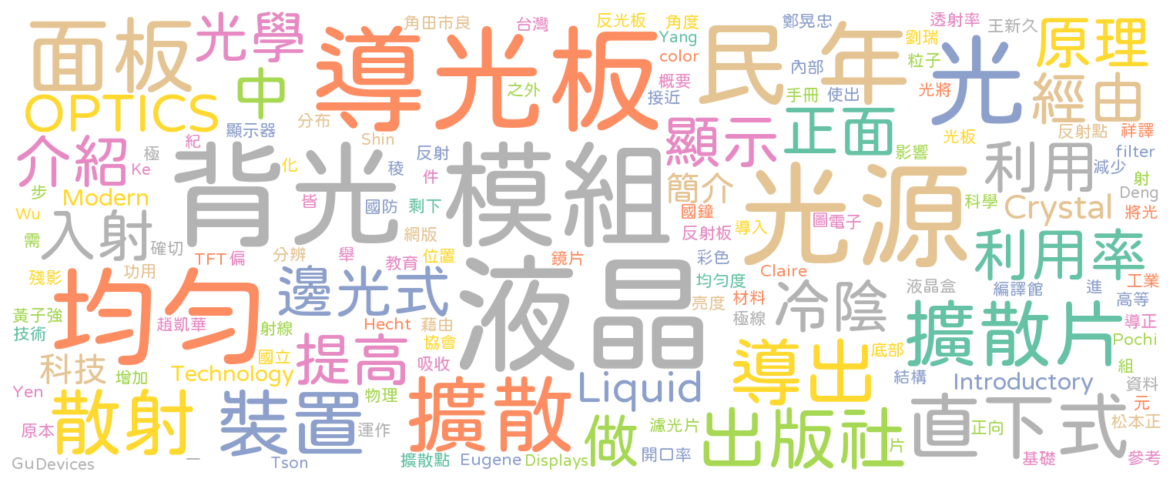 面板
光學
角田市良
台灣
反光板
角度
鄭晃忠
透射率
王新久
原理
導光板
民年
光
Yang
劉瑞
color
粒子
內部
OPTICS
中
之外
概要
接近
手冊
使出
光將
經由
介紹
紀
顯示器
分布
Shin
顯示
正面
光板
反射點
祥譯
極
Ke
背光
模組
反射
影響
利用
filter
減少
化
稜
件
簡介
光源
射
步
Modern
皆
國防
剩下
國鐘
圖電子
科學
Crystal
Deng
將光
Wu
入射
確切
網版
反射板
導入
需
TFT
偏
分辨
舉
教育
位置
鏡片
彩色
利用率
殘影
功用
均勻
邊光式
液晶
均勻度
Claire
液晶盒
編譯館
進
工業
高等
黃子強
趙凱華
射線
Hecht
藉由
亮度
材料
極線
冷陰
擴散片
導正
技術
協會
Pochi
科技
國立
提高
吸收
導出
底部
組
增加
Technology
物理
Liquid
結構
Introductory
資料
Yen
散射
裝置
擴散
元
原本
運作
做
濾光片
出版社
直下式
正向
松本正
Gu
Devices
一
Tson
擴散點
Eugene
Displays
開口率
片
基礎
參考